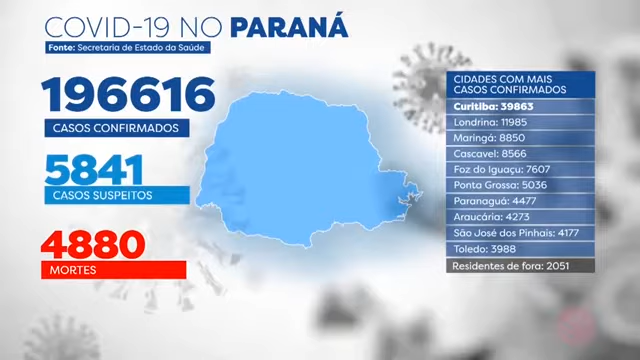 COVID-19 NO PARANÁ
Fonte: Secretaria de Estado da Saúde
196616
CASOS CONFIRMADOS
5841
CASOS SUSPEITOS
4880
MORTES
CIDADES COM MAIS
CASOS CONFIRMADOS
Curitiba: 39863
Londrina: 11985
Maringá: 8850
Cascavel: 8566
Foz do Iguaçu: 7607
Ponta Grossa: 5036
Paranaguá: 4477
Araucária: 4273
São José dos Pinhais: 4177
Toledo: 3988
Residentes de fora: 2051